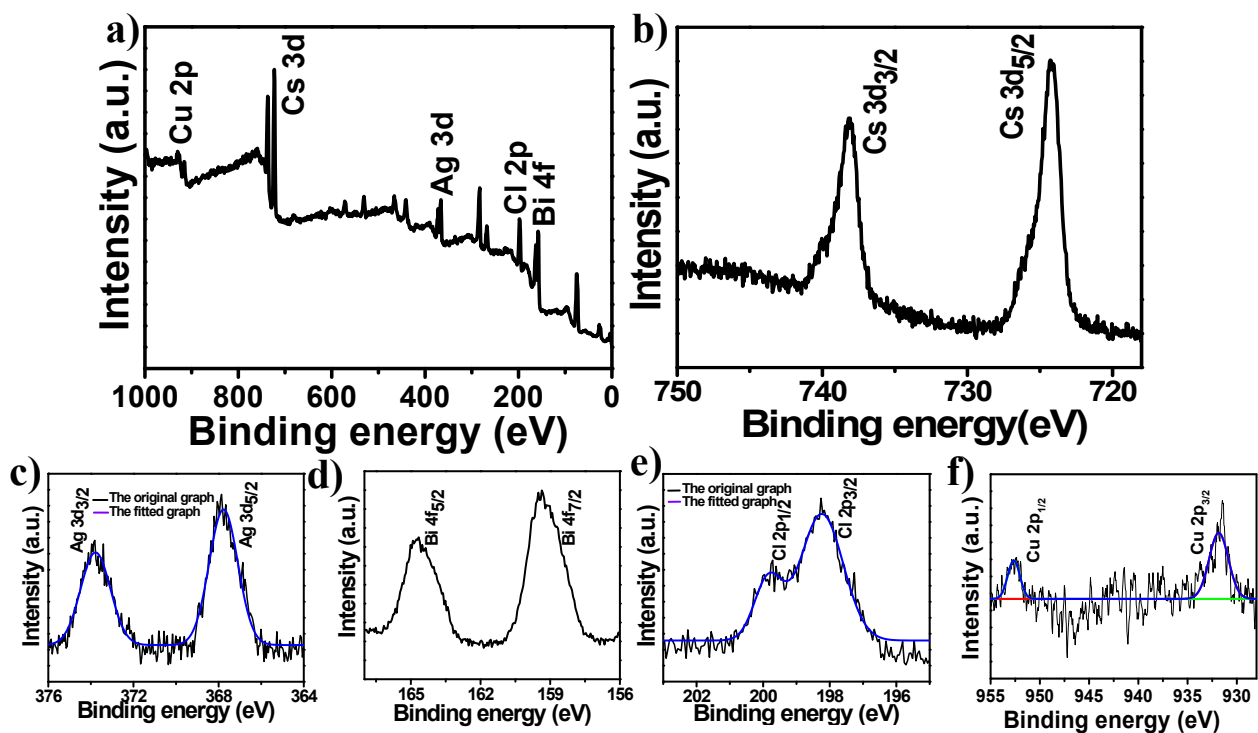 a)
Intensity (a.u.)
Cu 2p
Cs 3d
Ag 3d
Cl 2p
Bi 4f
1000 800 600 400 200 0
Binding energy (eV)
b)
Intensity (a.u.)
Cs 3d3/2
Cs 3d5/2
750 740 730 720
Binding energy(eV)
c)
Intensity (a.u.)
The original graph
The fitted graph
Ag 3d3/2
Ag 3d5/2
376 372 368 364
Binding energy (eV)
d)
Intensity (a.u.)
Bi 4f5/2
Bi 4f7/2
165 162 159 156
Binding energy (eV)
e)
Intensity (a.u.)
The original graph
The fitted graph
Cl 2p1/2
Cl 2p3/2
202 200 198 196
Binding energy (eV)
f)
Intensity (a.u.)
Cu 2p1/2
Cu 2p3/2
955 950 945 940 935 930
Binding energy (eV)